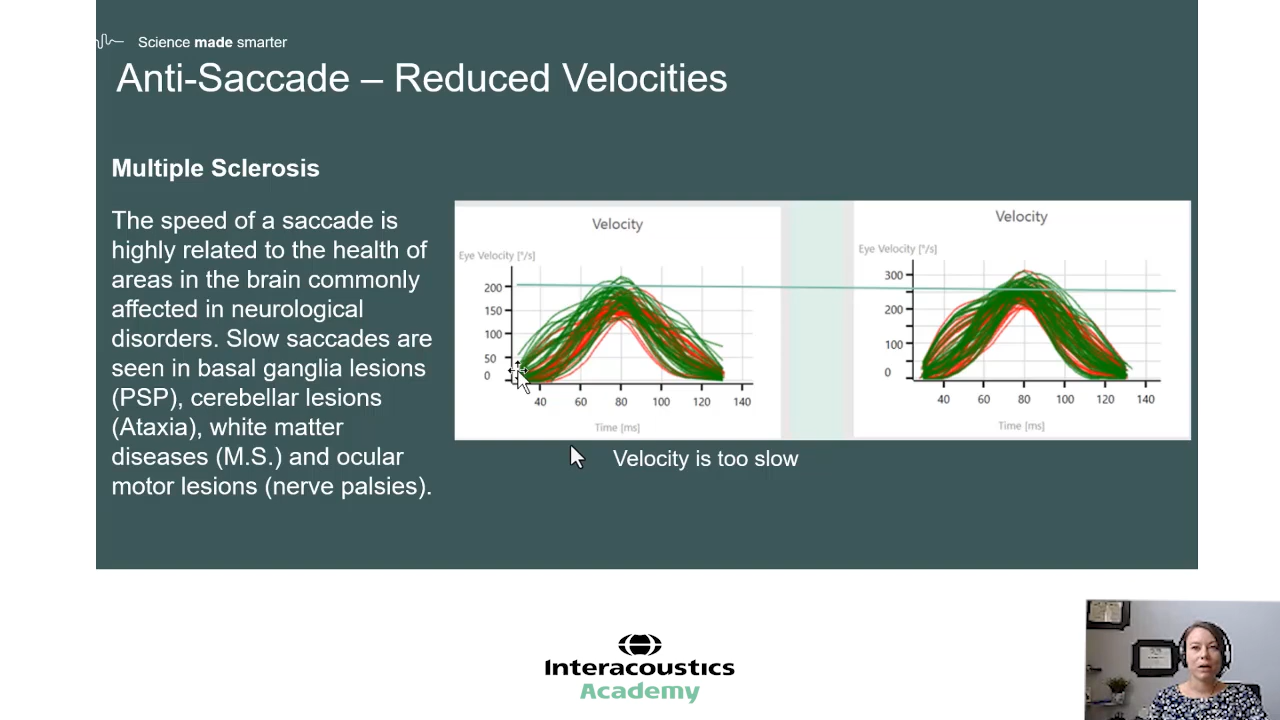 Science made smarter
Anti-Saccade – Reduced Velocities
Multiple Sclerosis
The speed of a saccade is
highly related to the health of
areas in the brain commonly
affected in neurological
disorders. Slow saccades are
seen in basal ganglia lesions
(PSP), cerebellar lesions
(Ataxia), white matter
diseases (M.S.) and ocular
motor lesions (nerve palsies).
Velocity
Eye Velocity [°/s]
200
150
100
50
0
40 60 80 100 120 140
Time [ms]
Velocity
Eye Velocity [°/s]
300
200
100
0
40 60 80 100 120 140
Time [ms]
Velocity is too slow
Interacoustics
Academy